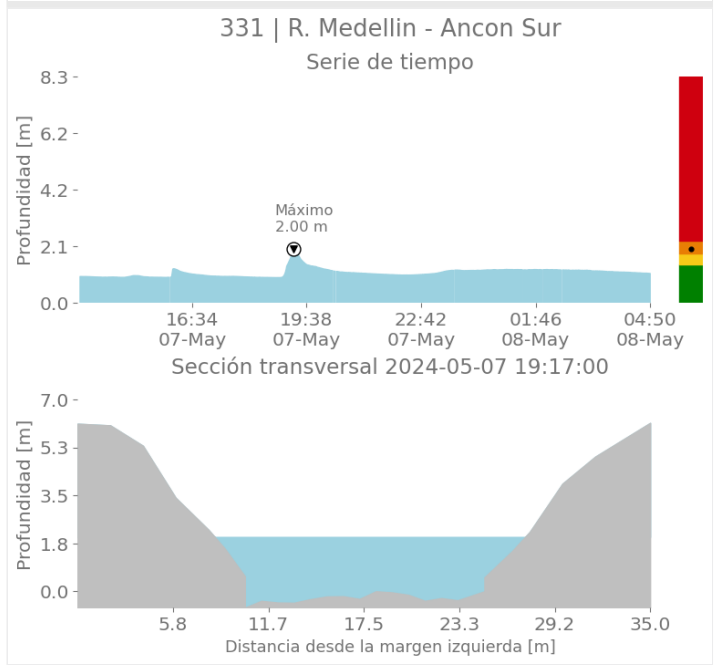 331 | R. Medellin - Ancon Sur
Serie de tiempo
Profundidad [m]
8.3
6.2
4.2
2.1
0.0
Máximo
2.00 m
16:34 19:38 22:42 01:46 04:50
07-May 07-May 07-May 08-May 08-May
Sección transversal 2024-05-07 19:17:00
Profundidad [m]
7.0
5.3
3.5
1.8
0.0
5.8 11.7 17.5 23.3 29.2 35.0
Distancia desde la margen izquierda [m]